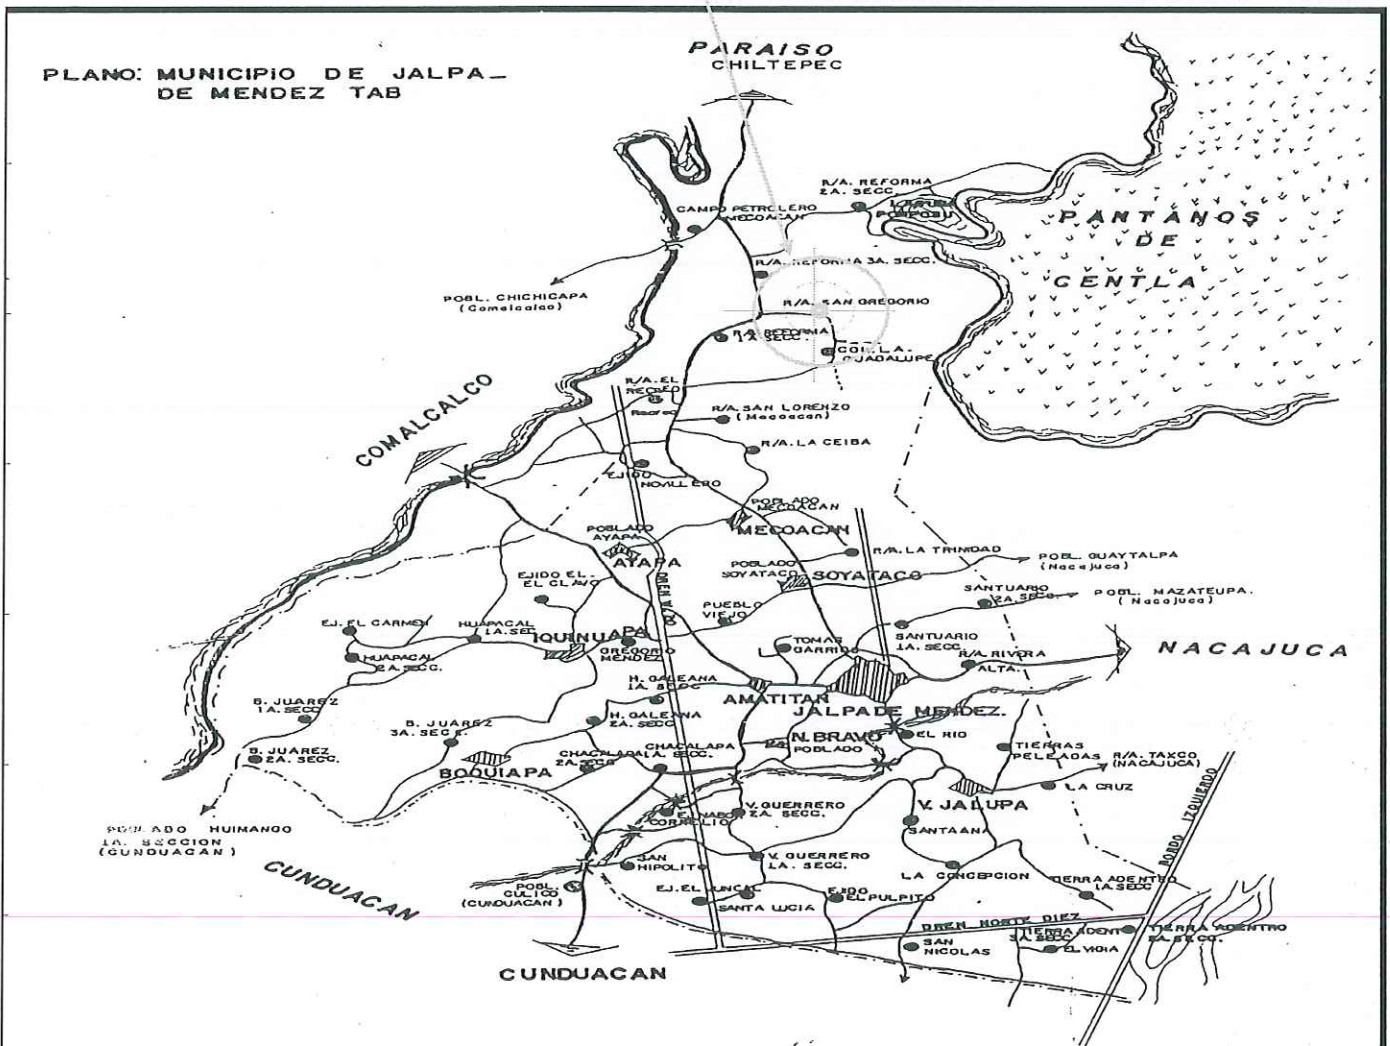 PLANO: MUNICIPIO DE JALPA_
DE MENDEZ TAB
PARAISO
CHILTEPEC
R/A. REFORMA
2A. SECC.
CAMPO PETROLERO
MECOACAN
PANTANOS
DE
CENTLA
R/A. REFORMA 3A. SECC.
POBL. CHICHICAPA
(Comalcalco)
R/A. SAN GREGORIO
R/A. REFORMA
1A. SECC.
COL. LA.
GUADALUPE
COMALCALCO
R/A. EL
RECREO
Recreo
R/A. SAN LORENZO
(Mecoacan)
R/A. LA CEIBA
EJIDO
NOVILLERO
POBLADO
MECOACAN
MECOACAN
POBLADO
AYAPA
AYAPA
R/A. LA TRINIDAD
POBL. GUAYTALPA
(Nacajuca)
POBLADO
SOYATACO
SOYATACO
EJIDO EL.
EL CLAVO
DREN
SANTUARIO
2A. SECC.
POBL. MAZATEUPA.
(Nacajuca)
PUEBLO
VIEJO
EJ. EL CARMEN
HUAPACAL
1A. SEC.
IQUINUAPA
GREGORIO
MENDEZ
TOMAS
GARRIDO
SANTUARIO
1A. SECC.
HUAPACAL
2A. SECC.
R/A. RIVERA
ALTA.
NACAJUCA
H. GALEANA
1A. SECC
AMATITAN
JALPA DE MENDEZ.
B. JUAREZ
1A. SECC
H. GALEANA
2A. SECC
B. JUAREZ
3A. SECC.
N. BRAVO
POBLADO
EL RIO
B. JUAREZ
2A. SECC.
BOQUIAPA
CHACALAPA
2A. SECC
CHACALAPA
1A. SECC.
TIERRAS
PELEADAS
R/A. TAXCO
(NACAJUCA)
LA CRUZ
V. JALUPA
BORDO IZQUIERDO
EJ. NABOR
CORNELIO
V. GUERRERO
2A. SECC.
SANTA ANA
POBLADO HUIMANGO
1A. SECCION
(CUNDUACAN)
CUNDUACAN
SAN
HIPOLITO
V. GUERRERO
1A. SECC.
LA CONCEPCION
TIERRA ADENTRO
1A. SECC
POBL.
CULICO
(CUNDUACAN)
EJ. EL JUNCAL
SANTA LUCIA
EJIDO
EL PULPITO
DREN NORTE DIEZ
TIERRA ADENT
3A. SECC
TIERRA ADENTRO
2A. SECC.
SAN
NICOLAS
EL VIGIA
CUNDUACAN